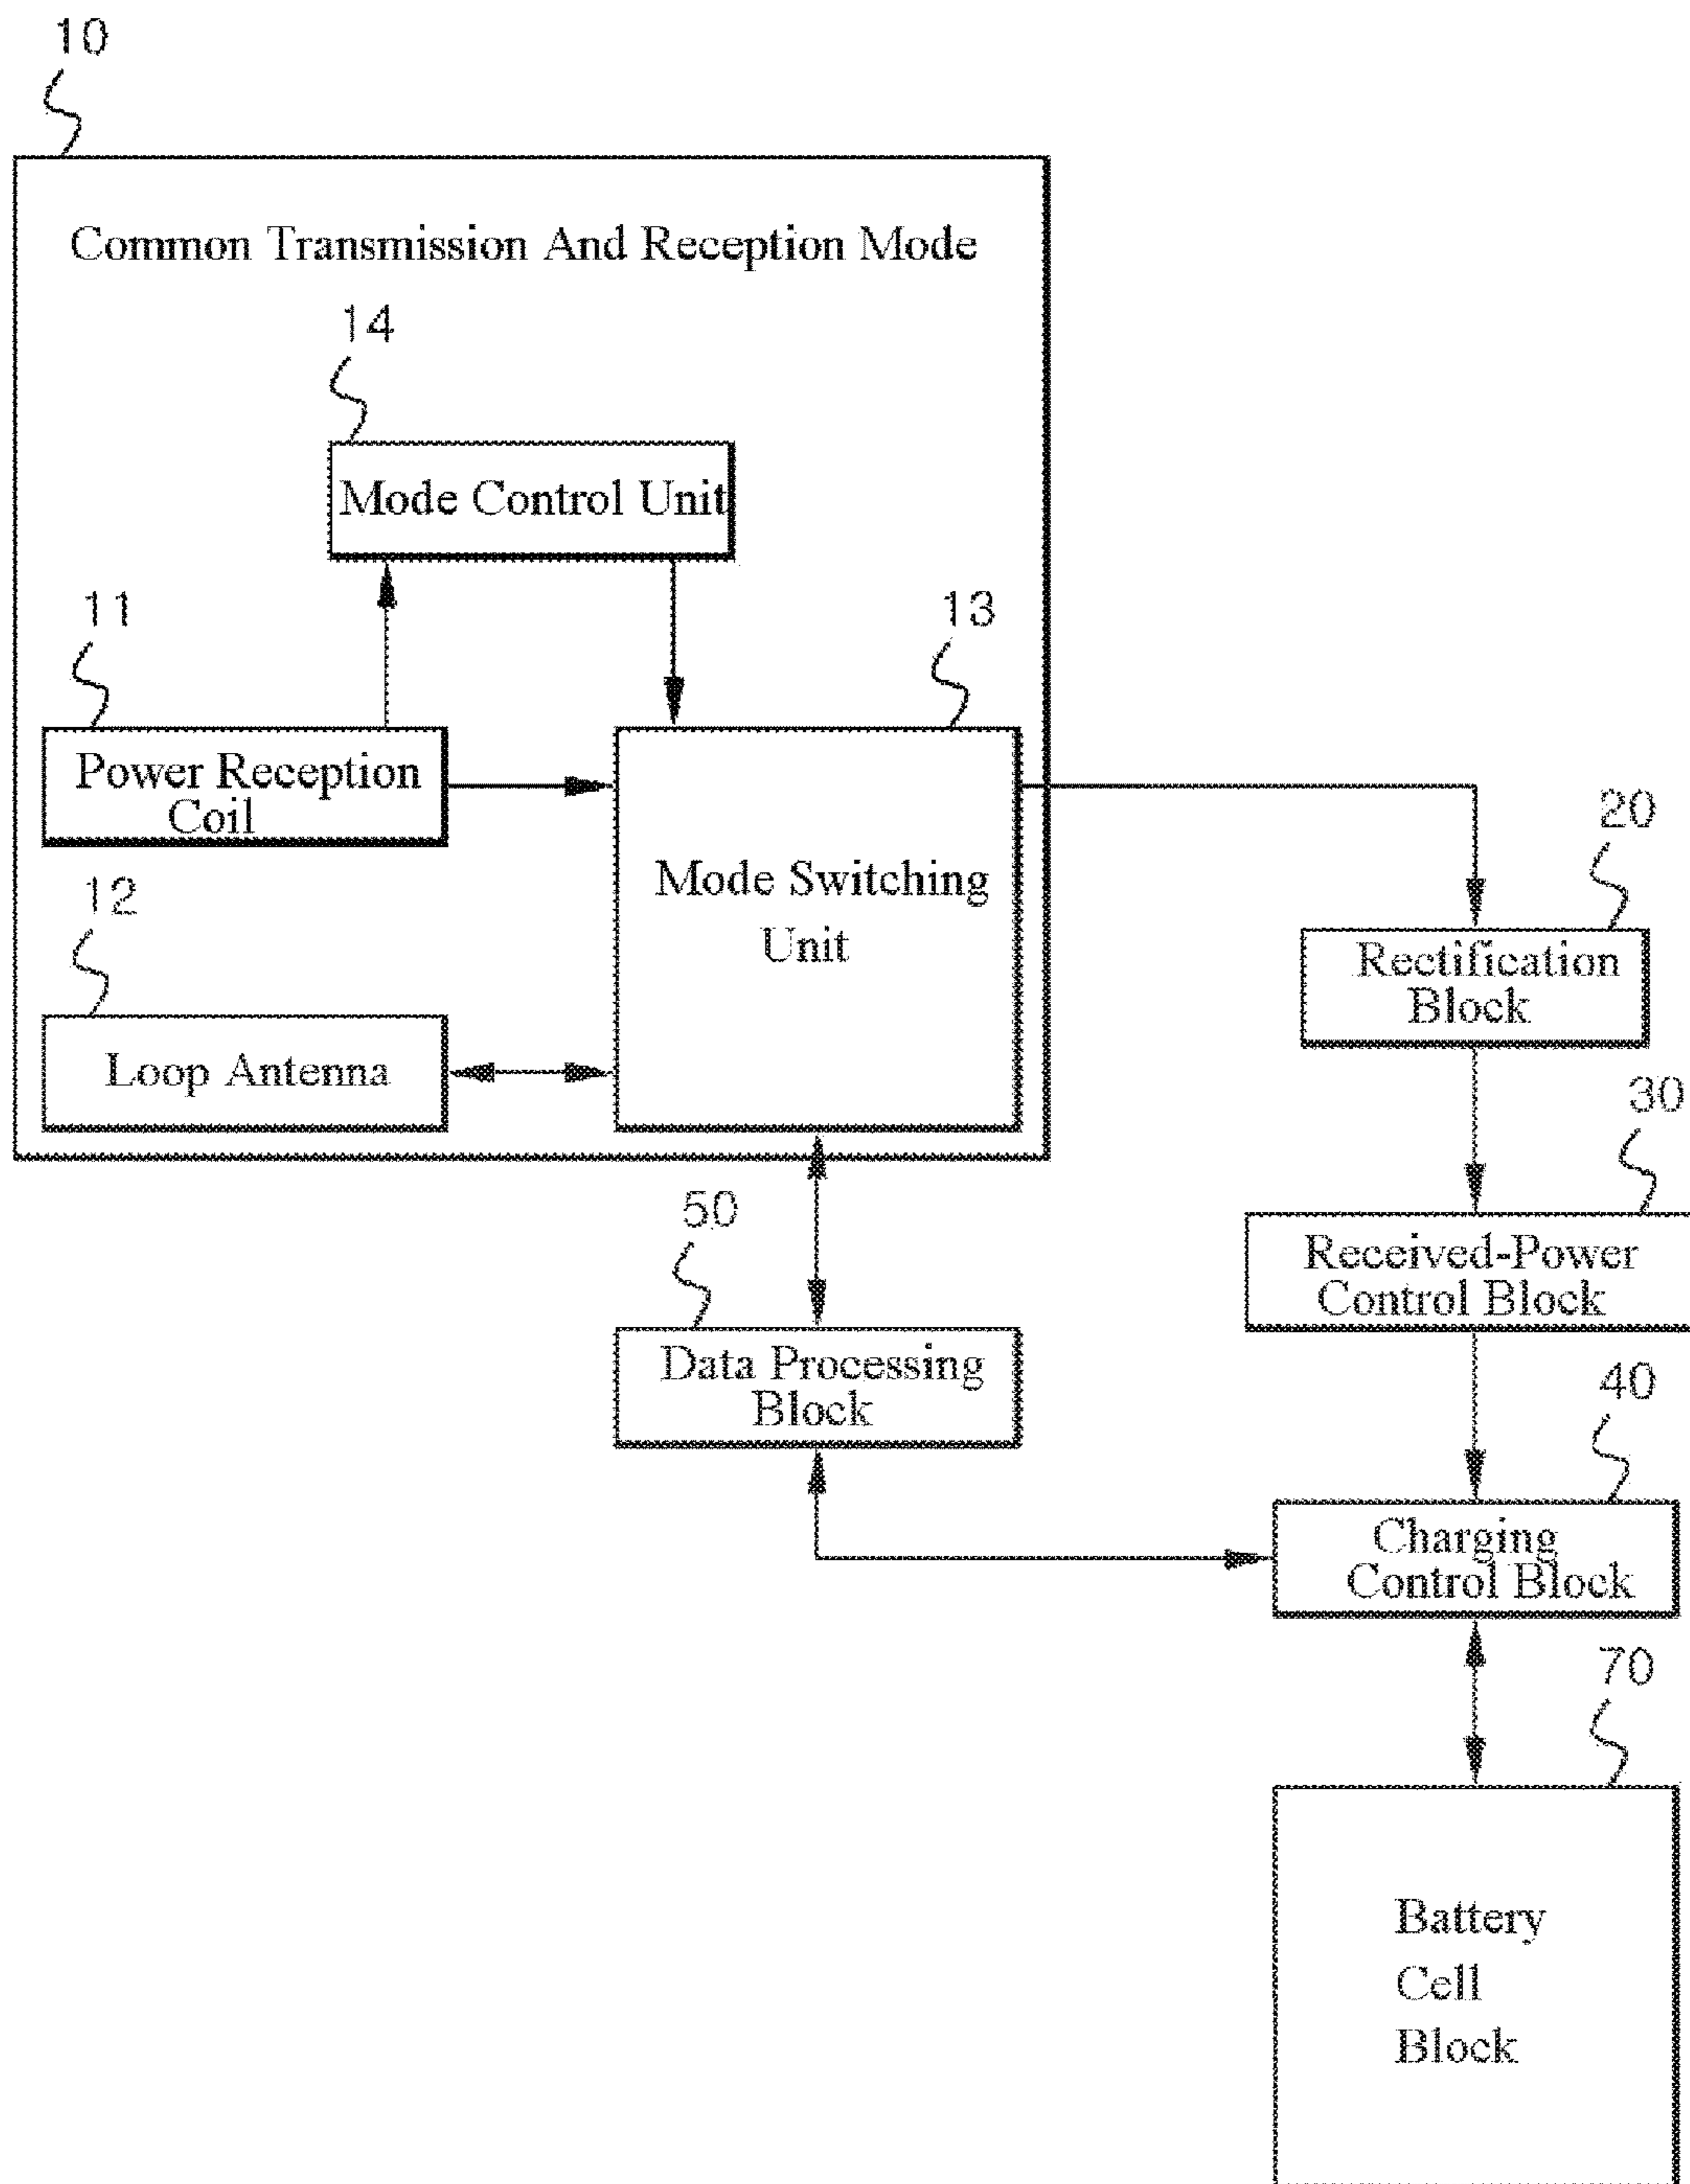 10
Common Transmission And Reception Mode
14
Mode Control Unit
11
13
Power Reception
Coil
20
12
Mode Switching
Unit
Rectification
Block
Loop Antenna
30
50
Received-Power
Control Block
Data Processing
Block
40
Charging
Control Block
70
Battery
Cell
Block